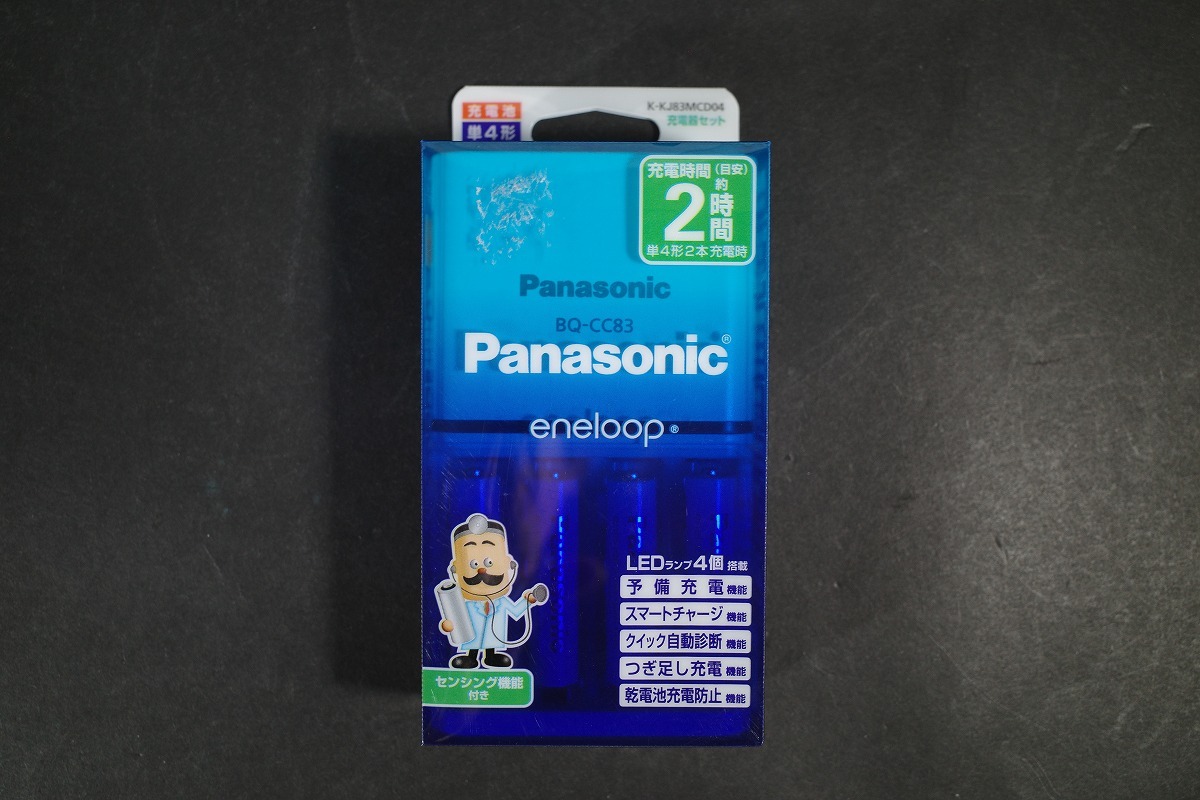 充電池
単4形
K-KJ83MCD04
充電器セット
充電時間(目安)
約
2時間
単4形2本充電時
Panasonic
BQ-CC83
Panasonic®
eneloop®
LEDランプ4個搭載
予備充電機能
スマートチャージ機能
クイック自動診断機能
つぎ足し充電機能
乾電池充電防止機能
センシング機能
付き